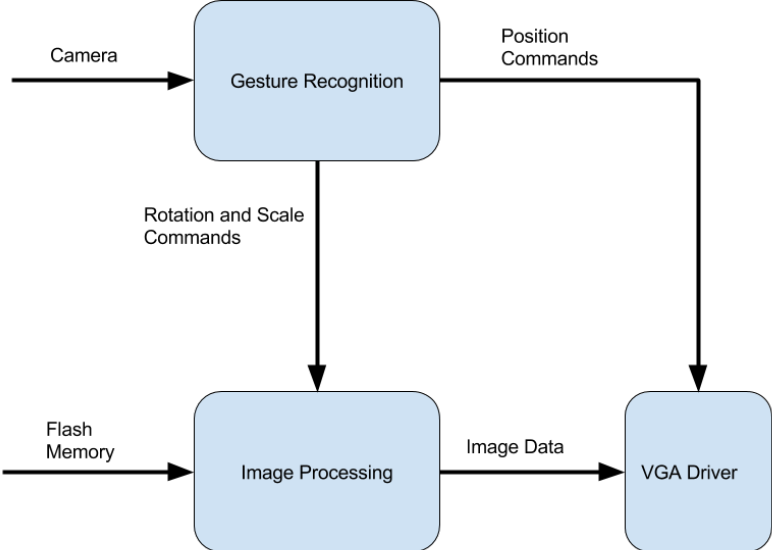 Camera
Gesture Recognition
Position
Commands
Rotation and Scale
Commands
Flash
Memory
Image Processing
Image Data
VGA Driver